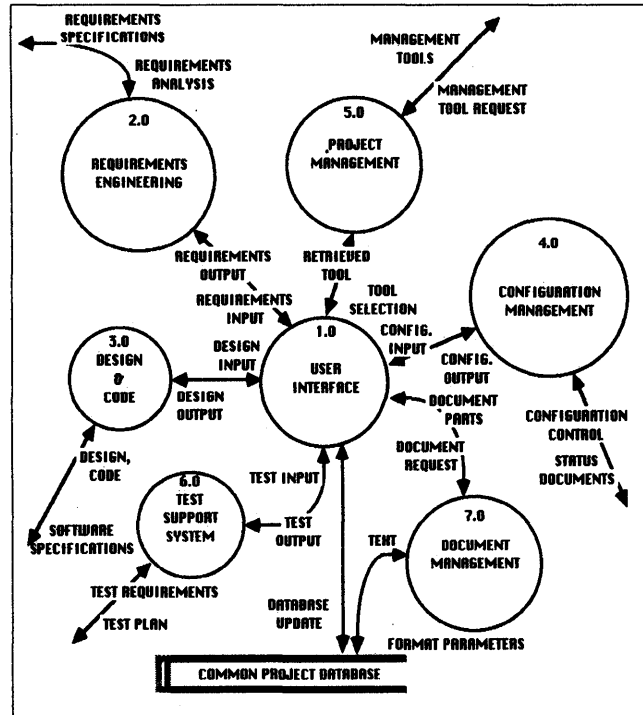 REQUIREMENTS
SPECIFICATIONS
REQUIREMENTS
ANALYSIS
MANAGEMENT
TOOLS
MANAGEMENT
TOOL REQUEST
2.0
REQUIREMENTS
ENGINEERING
5.0
PROJECT
MANAGEMENT
4.0
CONFIGURATION
MANAGEMENT
REQUIREMENTS
OUTPUT
REQUIREMENTS
INPUT
RETRIEVED
TOOL
TOOL
SELECTION
1.0
USER
INTERFACE
CONFIG.
INPUT
CONFIG.
OUTPUT
3.0
DESIGN
&
CODE
DESIGN
INPUT
DESIGN
OUTPUT
DOCUMENT
PARTS
DOCUMENT
REQUEST
CONFIGURATION
CONTROL
STATUS
DOCUMENTS
DESIGN,
CODE
SOFTWARE
SPECIFICATIONS
6.0
TEST
SUPPORT
SYSTEM
TEST INPUT
TEST
OUTPUT
7.0
DOCUMENT
MANAGEMENT
TEXT
TEST REQUIREMENTS
TEST PLAN
DATABASE
UPDATE
FORMAT PARAMETERS
COMMON PROJECT DATABASE